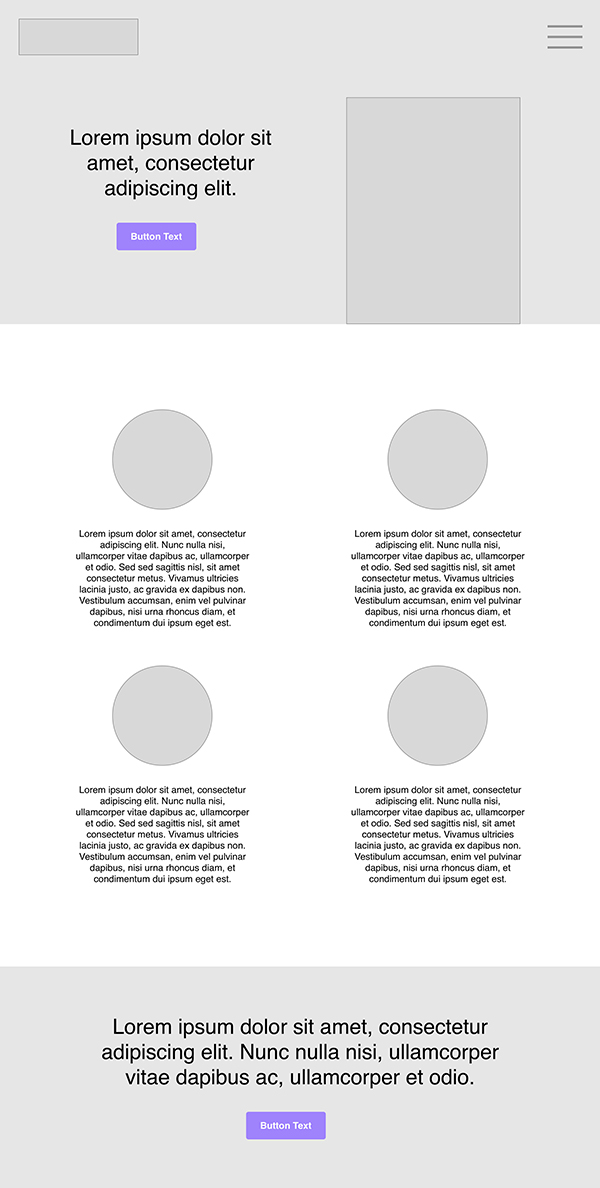 Lorem ipsum dolor sit
amet, consectetur
adipiscing elit.
Button Text
Lorem ipsum dolor sit amet, consectetur
adipiscing elit. Nunc nulla nisi,
ullamcorper vitae dapibus ac, ullamcorper
et odio. Sed sed sagittis nisl, sit amet
consectetur metus. Vivamus ultricies
lacinia justo, ac gravida ex dapibus non.
Vestibulum accumsan, enim vel pulvinar
dapibus, nisi urna rhoncus diam, et
condimentum dui ipsum eget est.
Lorem ipsum dolor sit amet, consectetur
adipiscing elit. Nunc nulla nisi,
ullamcorper vitae dapibus ac, ullamcorper
et odio. Sed sed sagittis nisl, sit amet
consectetur metus. Vivamus ultricies
lacinia justo, ac gravida ex dapibus non.
Vestibulum accumsan, enim vel pulvinar
dapibus, nisi urna rhoncus diam, et
condimentum dui ipsum eget est.
Lorem ipsum dolor sit amet, consectetur
adipiscing elit. Nunc nulla nisi,
ullamcorper vitae dapibus ac, ullamcorper
et odio. Sed sed sagittis nisl, sit amet
consectetur metus. Vivamus ultricies
lacinia justo, ac gravida ex dapibus non.
Vestibulum accumsan, enim vel pulvinar
dapibus, nisi urna rhoncus diam, et
condimentum dui ipsum eget est.
Lorem ipsum dolor sit amet, consectetur
adipiscing elit. Nunc nulla nisi,
ullamcorper vitae dapibus ac, ullamcorper
et odio. Sed sed sagittis nisl, sit amet
consectetur metus. Vivamus ultricies
lacinia justo, ac gravida ex dapibus non.
Vestibulum accumsan, enim vel pulvinar
dapibus, nisi urna rhoncus diam, et
condimentum dui ipsum eget est.
Lorem ipsum dolor sit amet, consectetur
adipiscing elit. Nunc nulla nisi, ullamcorper
vitae dapibus ac, ullamcorper et odio.
Button Text